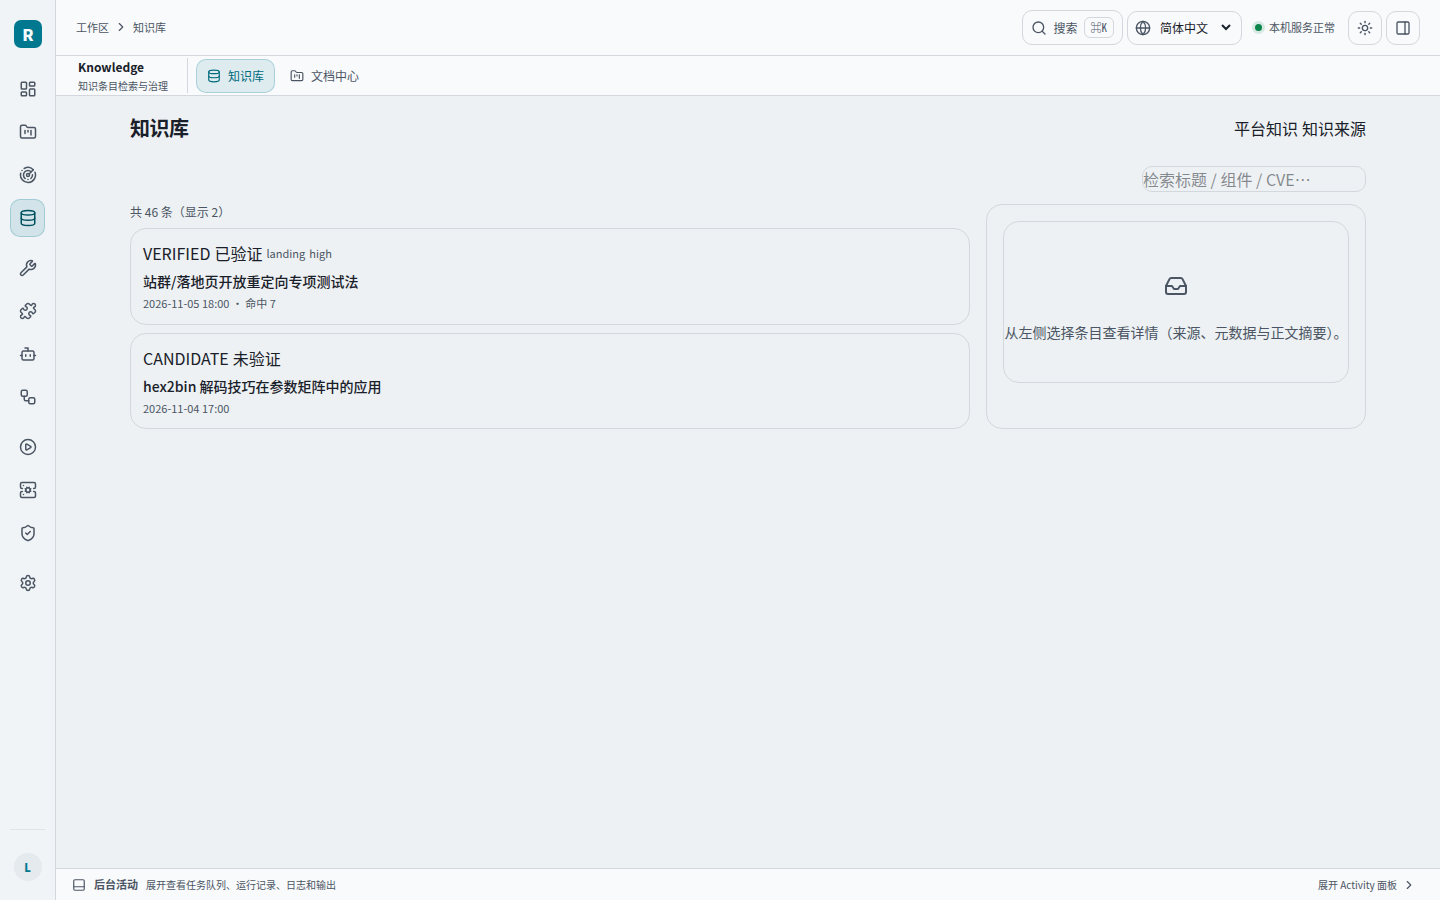 R
工作区 > 知识库
搜索 ⌘K
简体中文
本机服务正常
Knowledge
知识条目检索与治理
知识库
文档中心
知识库
平台知识 知识来源
检索标题 / 组件 / CVE…
共 46 条（显示 2）
VERIFIED 已验证 landing high
站群/落地页开放重定向专项测试法
2026-11-05 18:00 · 命中 7
CANDIDATE 未验证
hex2bin 解码技巧在参数矩阵中的应用
2026-11-04 17:00
从左侧选择条目查看详情（来源、元数据与正文摘要）。
L
后台活动 展开查看任务队列、运行记录、日志和输出
展开 Activity 面板